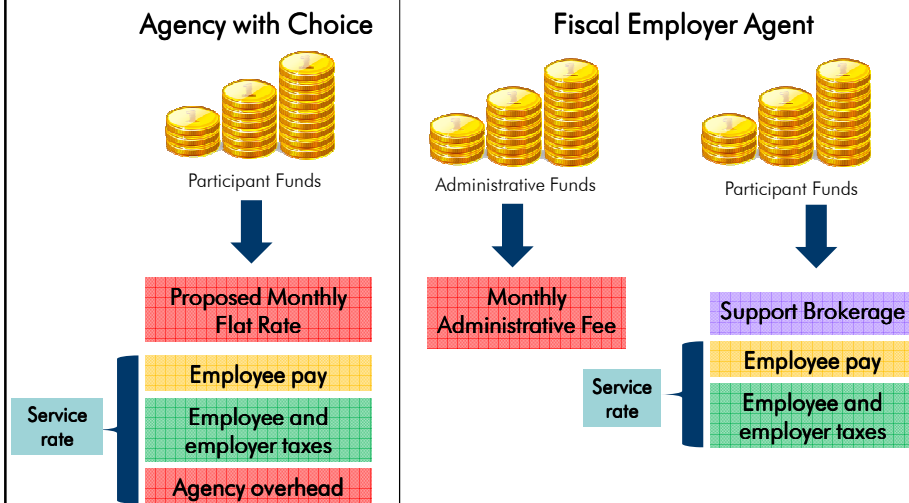 Agency with Choice
Participant Funds
Proposed Monthly
Flat Rate
Service
rate
Employee pay
Employee and
employer taxes
Agency overhead
Fiscal Employer Agent
Administrative Funds
Monthly
Administrative Fee
Participant Funds
Support Brokerage
Service
rate
Employee pay
Employee and
employer taxes